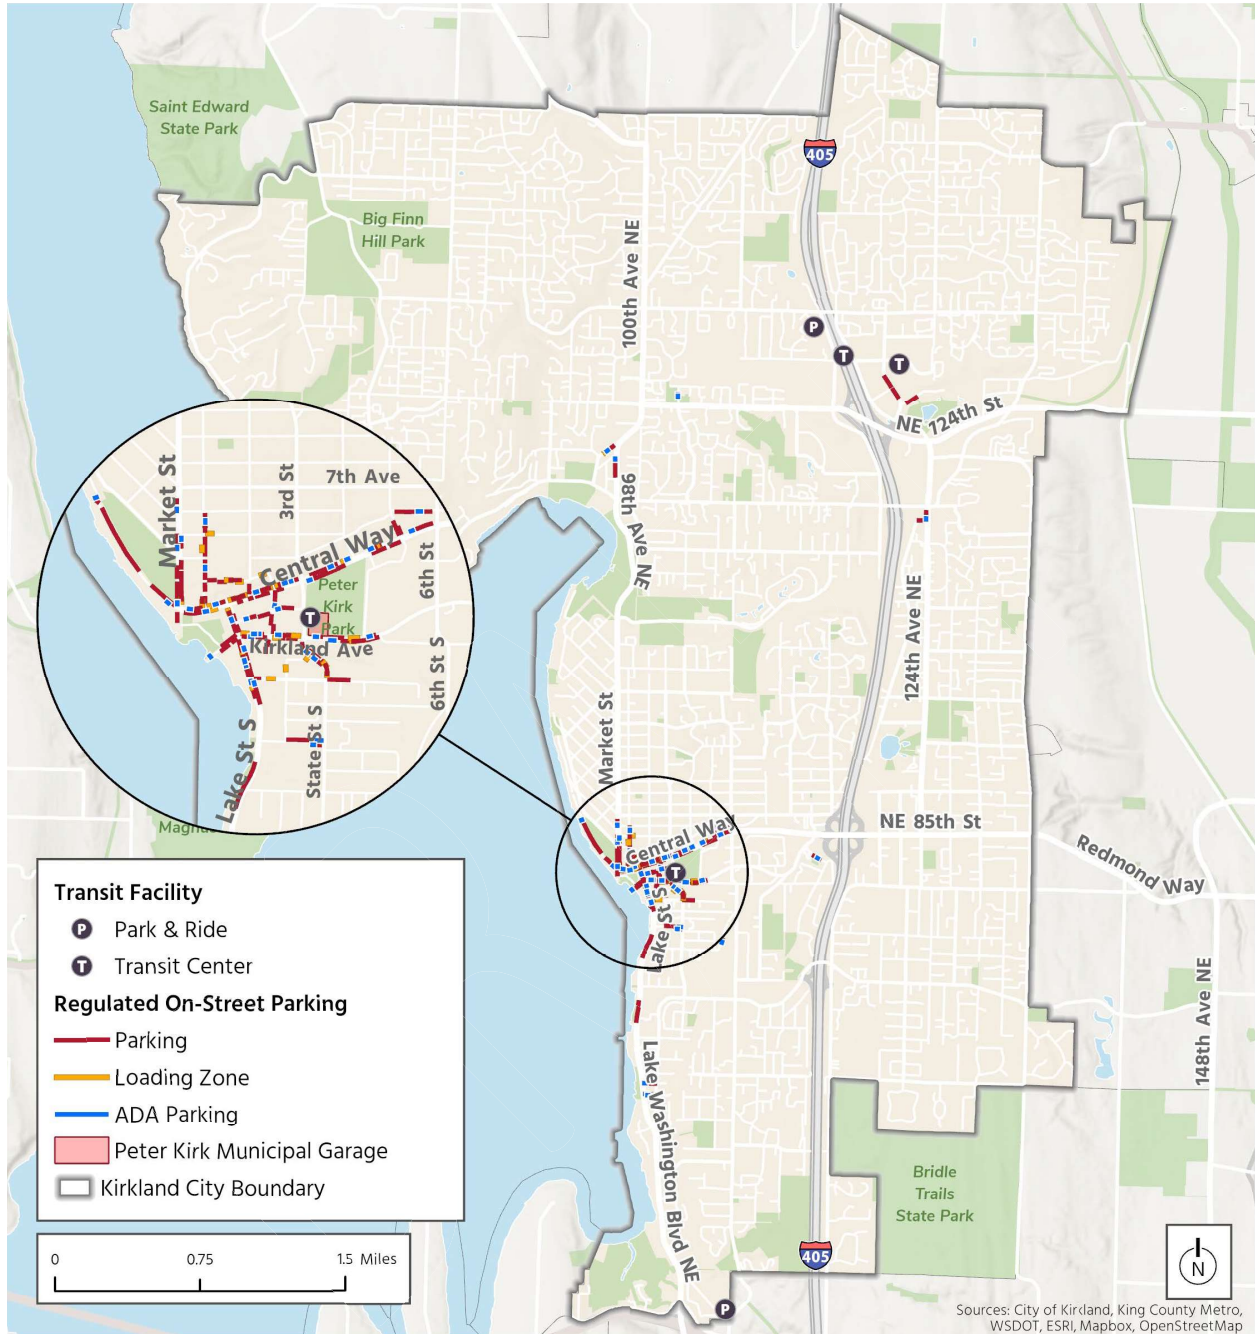 Saint Edward
State Park
405
Big Finn
Hill Park
100th Ave NE
P
T
T
NE 124th St
98th Ave NE
124th Ave NE
Market St
3rd St
7th Ave
Central Way
6th St
Peter
Kirk
Park
T
Kirkland Ave
6th St S
State St S
Lake St S
Market St
Central Way
T
Lake St S
NE 85th St
Redmond Way
148th Ave NE
Lake Washington Blvd NE
Bridle
Trails
State Park
405
P
Transit Facility
P Park & Ride
T Transit Center
Regulated On-Street Parking
Parking
Loading Zone
ADA Parking
Peter Kirk Municipal Garage
Kirkland City Boundary
0 0.75 1.5 Miles
N
Sources: City of Kirkland, King County Metro,
WSDOT, ESRI, Mapbox, OpenStreetMap